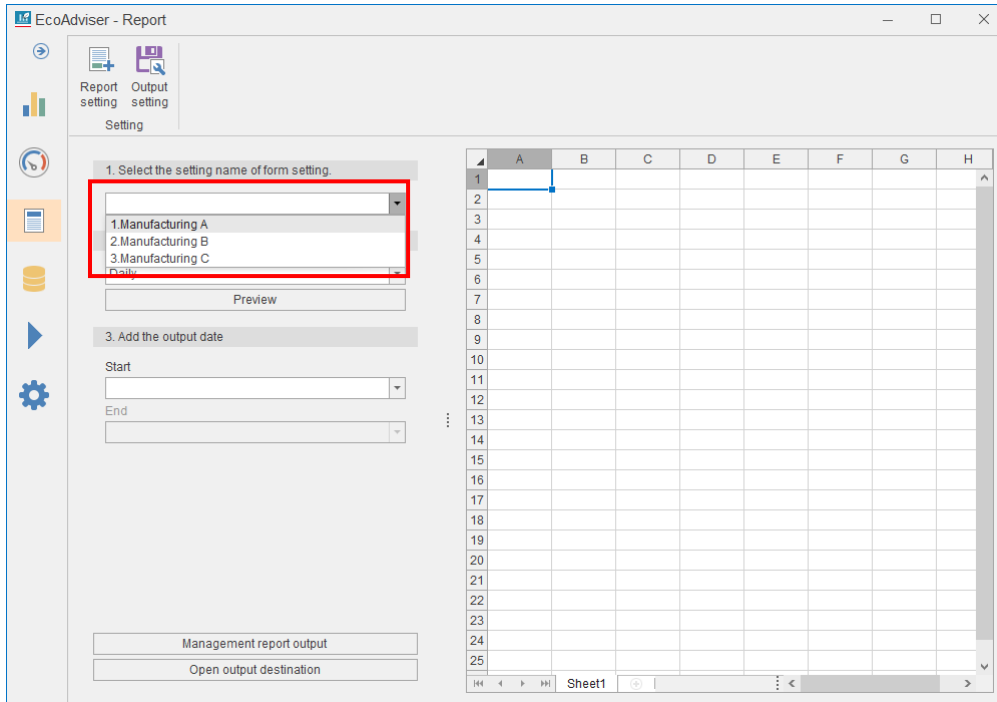 EcoAdviser - Report
Report setting
Output setting
Setting
1. Select the setting name of form setting.
1.Manufacturing A
2.Manufacturing B
3.Manufacturing C
Daily
Preview
3. Add the output date
Start
End
Management report output
Open output destination
A B C D E F G H
1
2
3
4
5
6
7
8
9
10
11
12
13
14
15
16
17
18
19
20
21
22
23
24
25
Sheet1